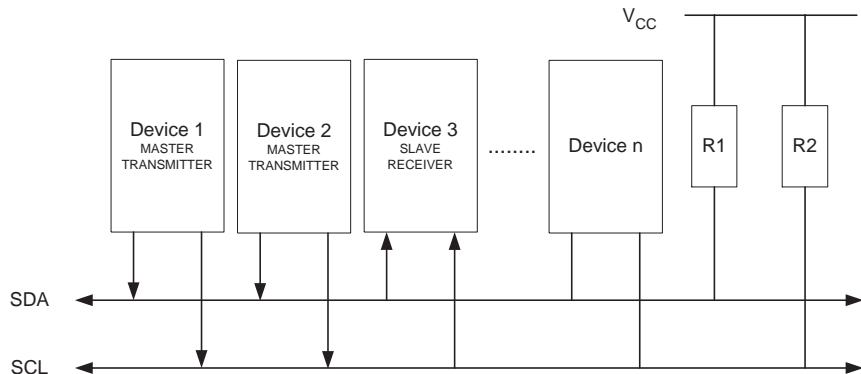 V_CC
Device 1
MASTER
TRANSMITTER
Device 2
MASTER
TRANSMITTER
Device 3
SLAVE
RECEIVER
........
Device n
R1
R2
SDA
SCL